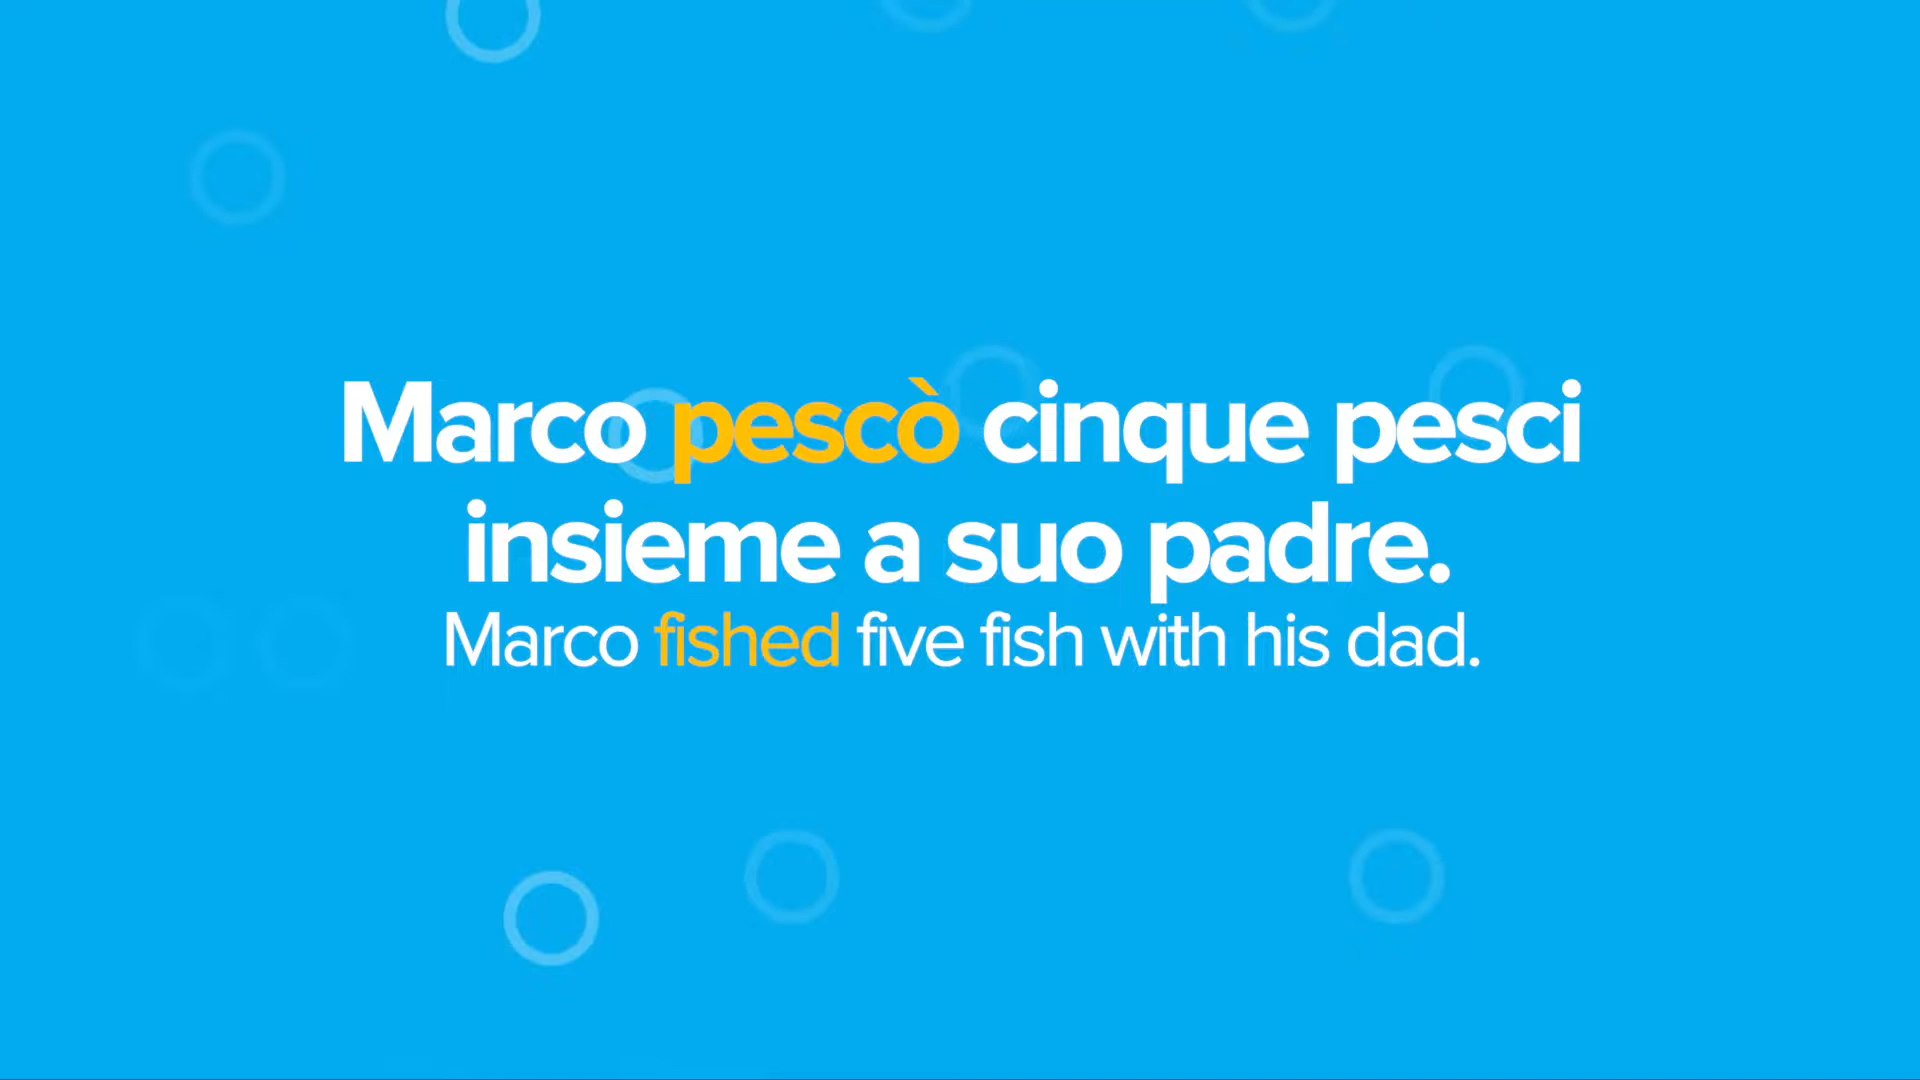 Marco pescò cinque pesci
insieme a suo padre.
Marco fished five fish with his dad.